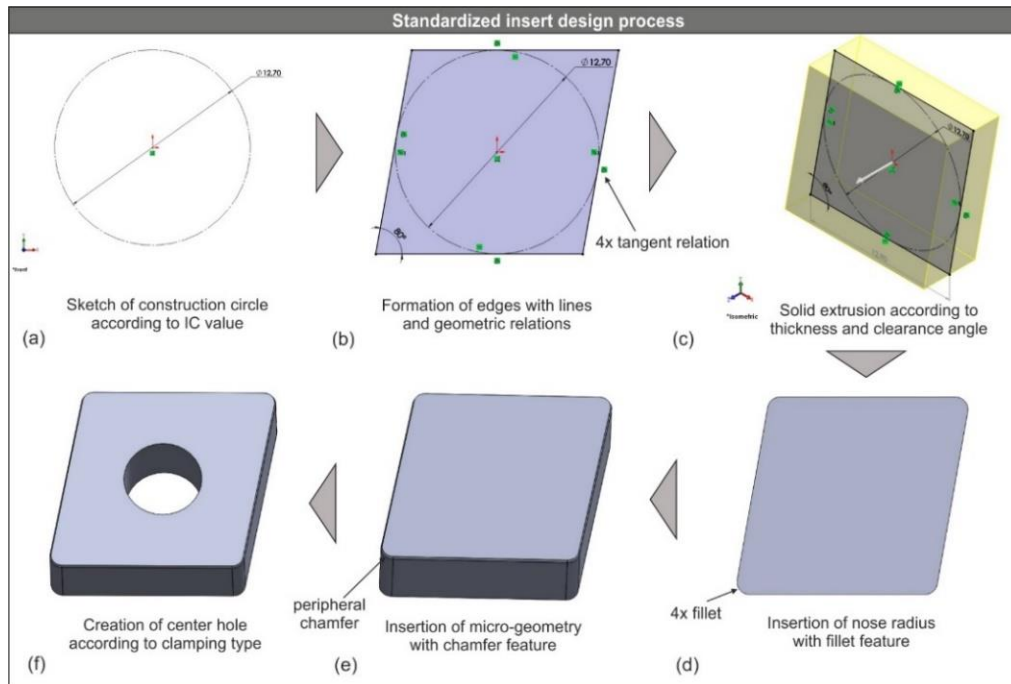 Standardized insert design process
Ø12.70
*Front
Sketch of construction circle
according to IC value
(a)
Ø12.70
80°
4x tangent relation
Formation of edges with lines
and geometric relations
(b)
Ø12.70
*Isometric
Solid extrusion according to
thickness and clearance angle
(c)
4x fillet
Insertion of nose radius
with fillet feature
(d)
peripheral
chamfer
Insertion of micro-geometry
with chamfer feature
(e)
Creation of center hole
according to clamping type
(f)